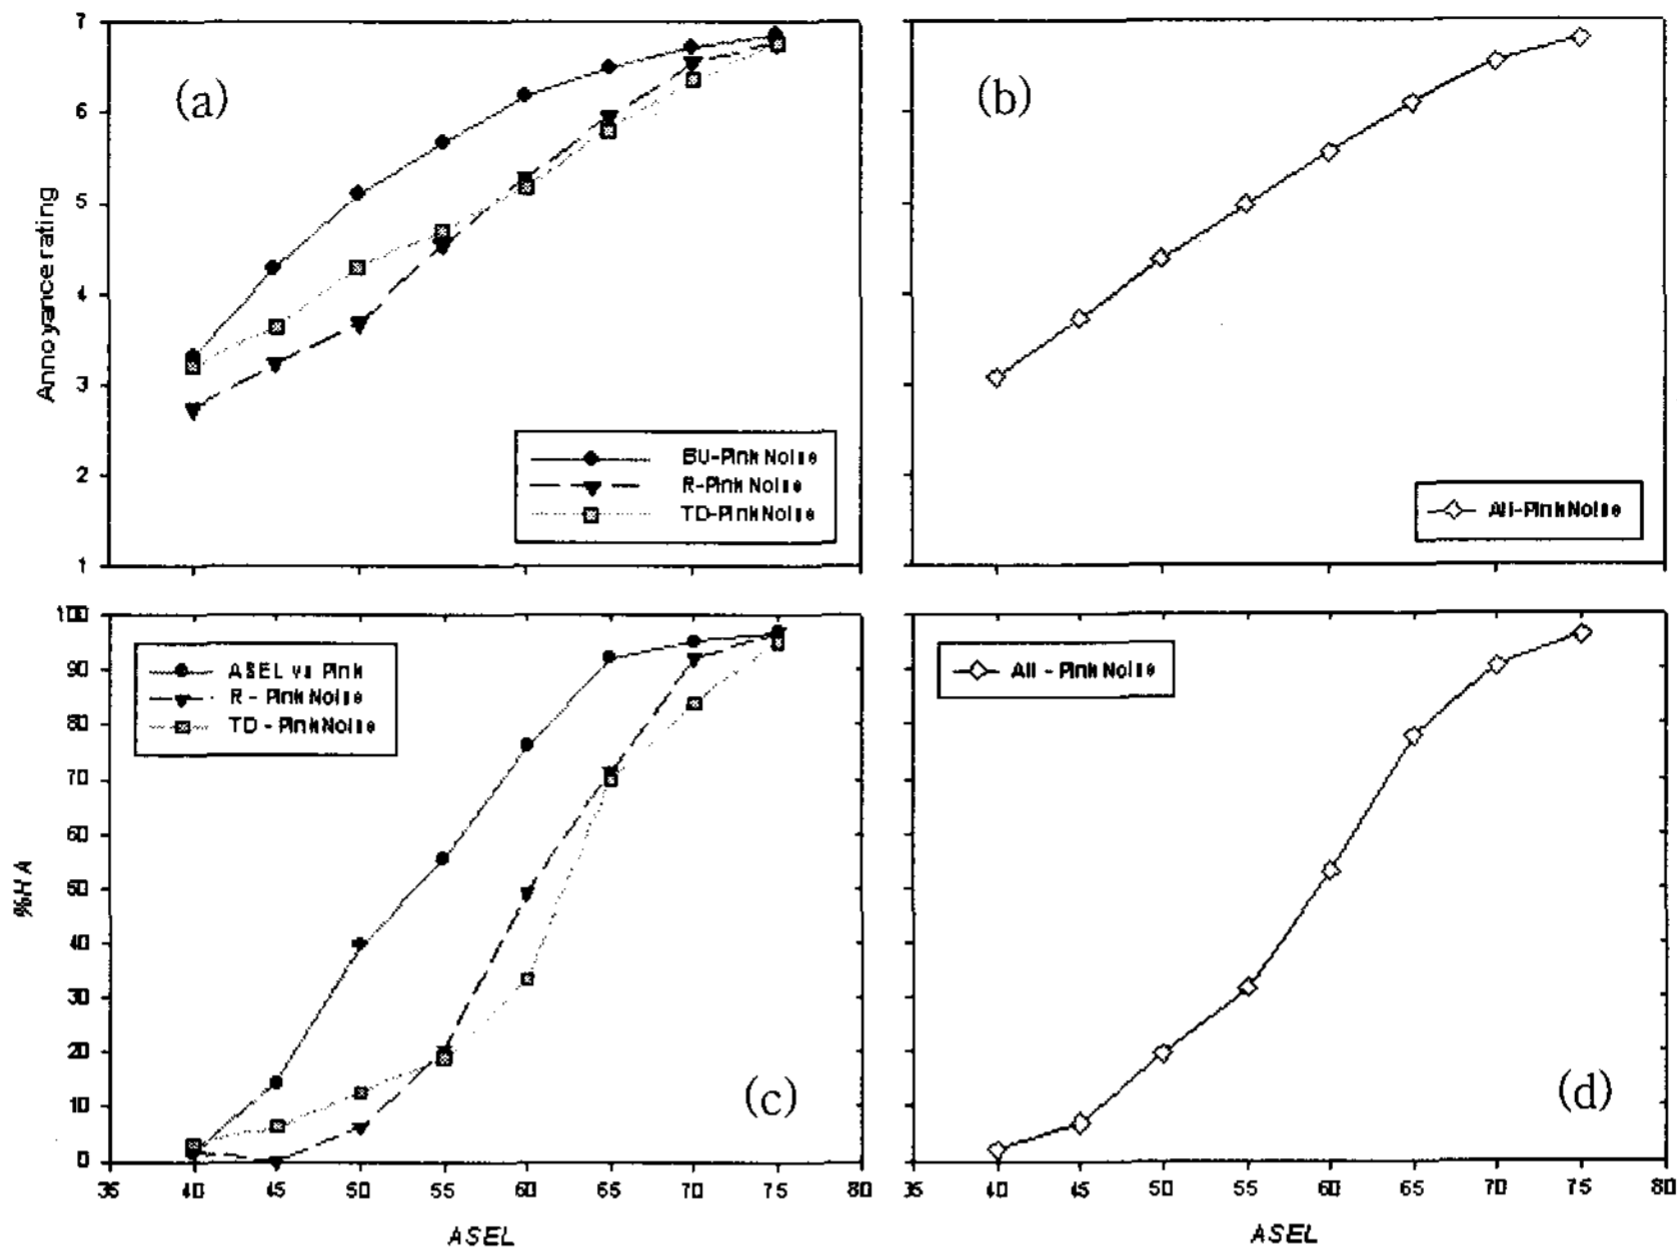 7
6
5
4
3
2
1
Annoyance rating
(a)
BU-Pink Noise
R-Pink Noise
TD-Pink Noise
(b)
All-Pink Noise
100
90
80
70
60
50
40
30
20
10
0
%HA
ASEL vs Pink
R - Pink Noise
TD - Pink Noise
(c)
35 40 45 50 55 60 65 70 75 80
ASEL
All - Pink Noise
(d)
35 40 45 50 55 60 65 70 75 80
ASEL